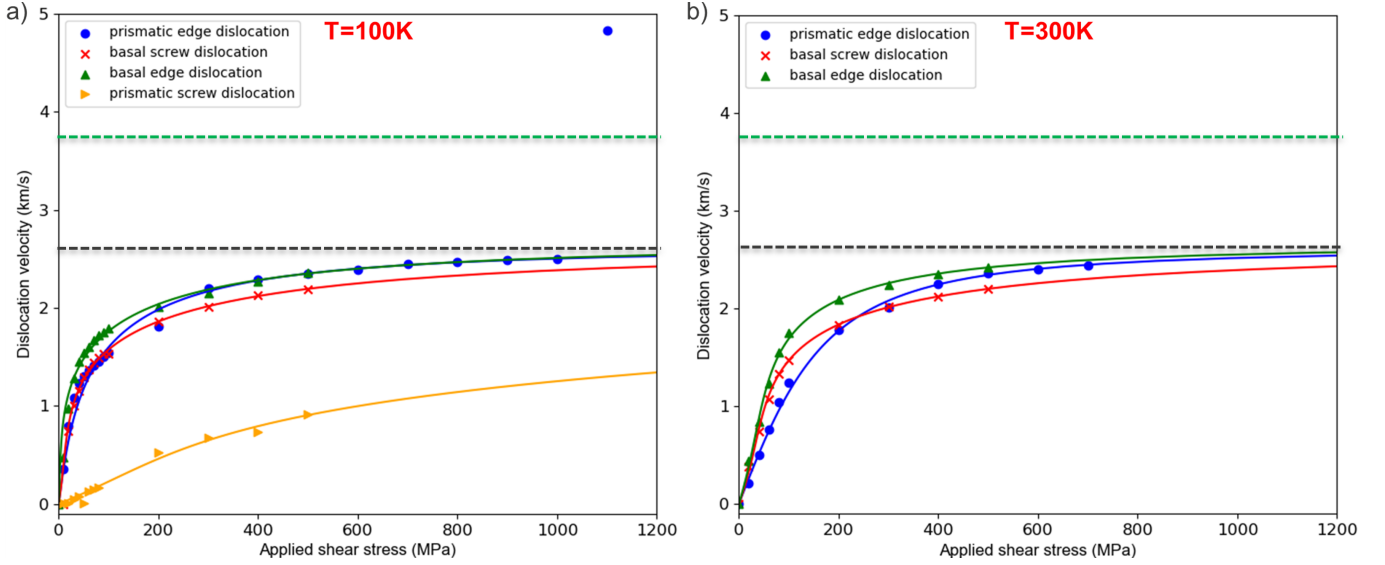 a)
T=100K
prismatic edge dislocation
basal screw dislocation
basal edge dislocation
prismatic screw dislocation
5
4
3
2
1
0
Dislocation velocity (km/s)
0 200 400 600 800 1000 1200
Applied shear stress (MPa)
b)
T=300K
prismatic edge dislocation
basal screw dislocation
basal edge dislocation
5
4
3
2
1
0
Dislocation velocity (km/s)
0 200 400 600 800 1000 1200
Applied shear stress (MPa)